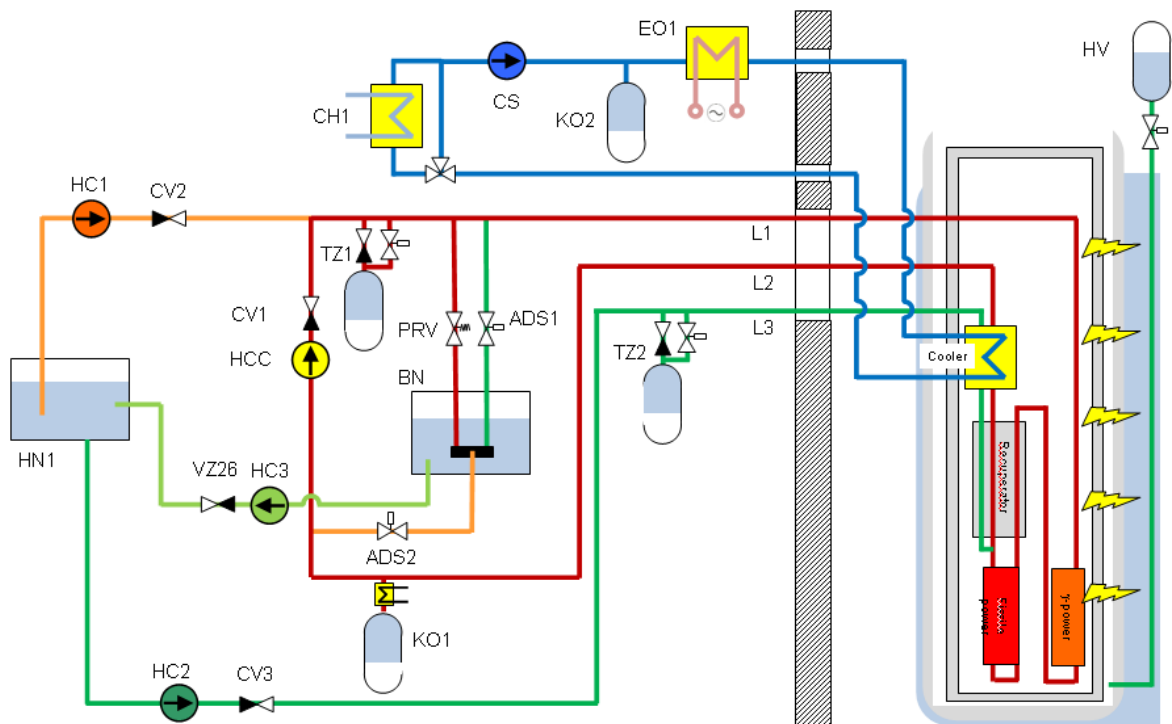 EO1
HV
CS
CH1
KO2
HC1
CV2
TZ1
L1
L2
L3
CV1
PRV
ADS1
TZ2
HCC
BN
Cooler
HN1
Recuperator
VZ26
HC3
ADS2
power
γ-power
KO1
HC2
CV3